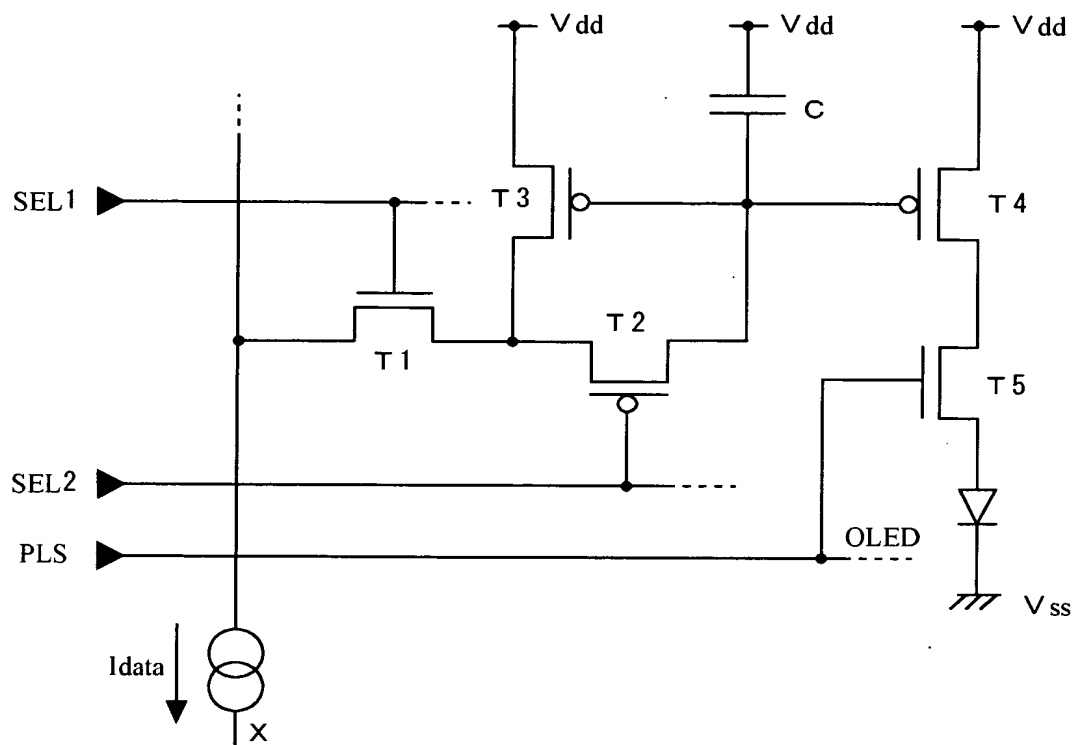 Vdd
Vdd
Vdd
C
SEL1
T3
T4
T2
T1
T5
SEL2
PLS
OLED
Vss
Idata
X